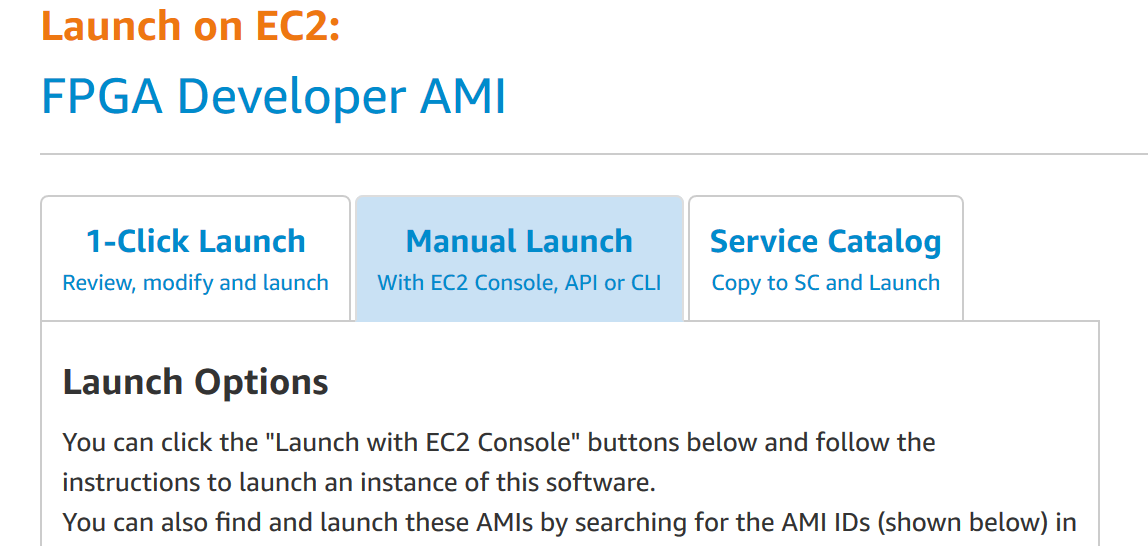 Launch on EC2:
FPGA Developer AMI
1-Click Launch
Review, modify and launch
Manual Launch
With EC2 Console, API or CLI
Service Catalog
Copy to SC and Launch
Launch Options
You can click the "Launch with EC2 Console" buttons below and follow the
instructions to launch an instance of this software.
You can also find and launch these AMIs by searching for the AMI IDs (shown below) in